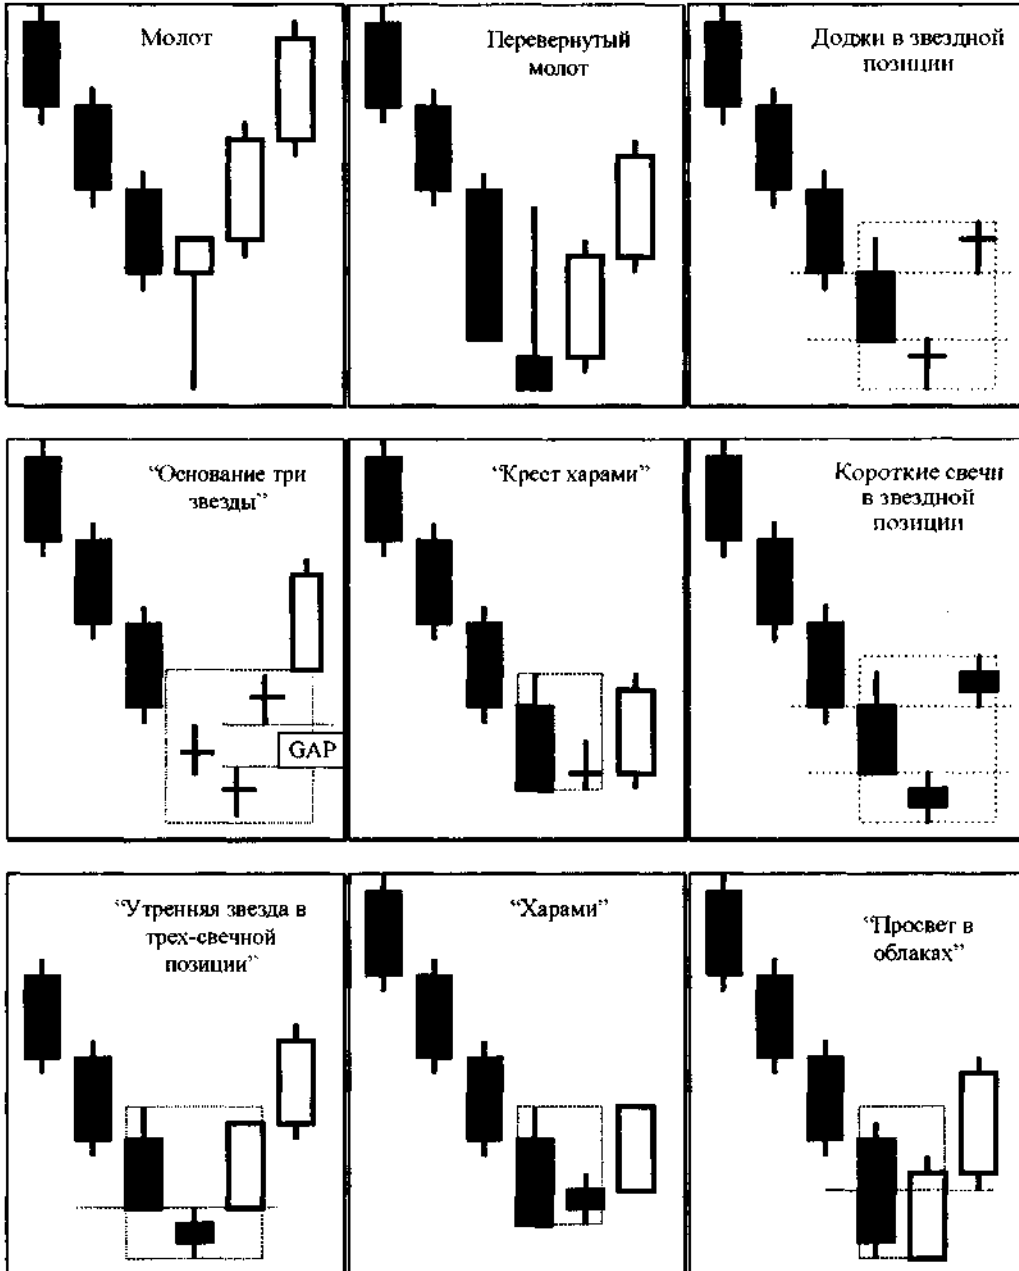 Молот
Перевернутый
молот
Доджи в звездной
позиции
“Основание три
звезды”
GAP
“Крест харами”
Короткие свечи
в звездной
позиции
“Утренняя звезда в
трех-свечной
позиции”
“Харами”
“Просвет в
облаках”